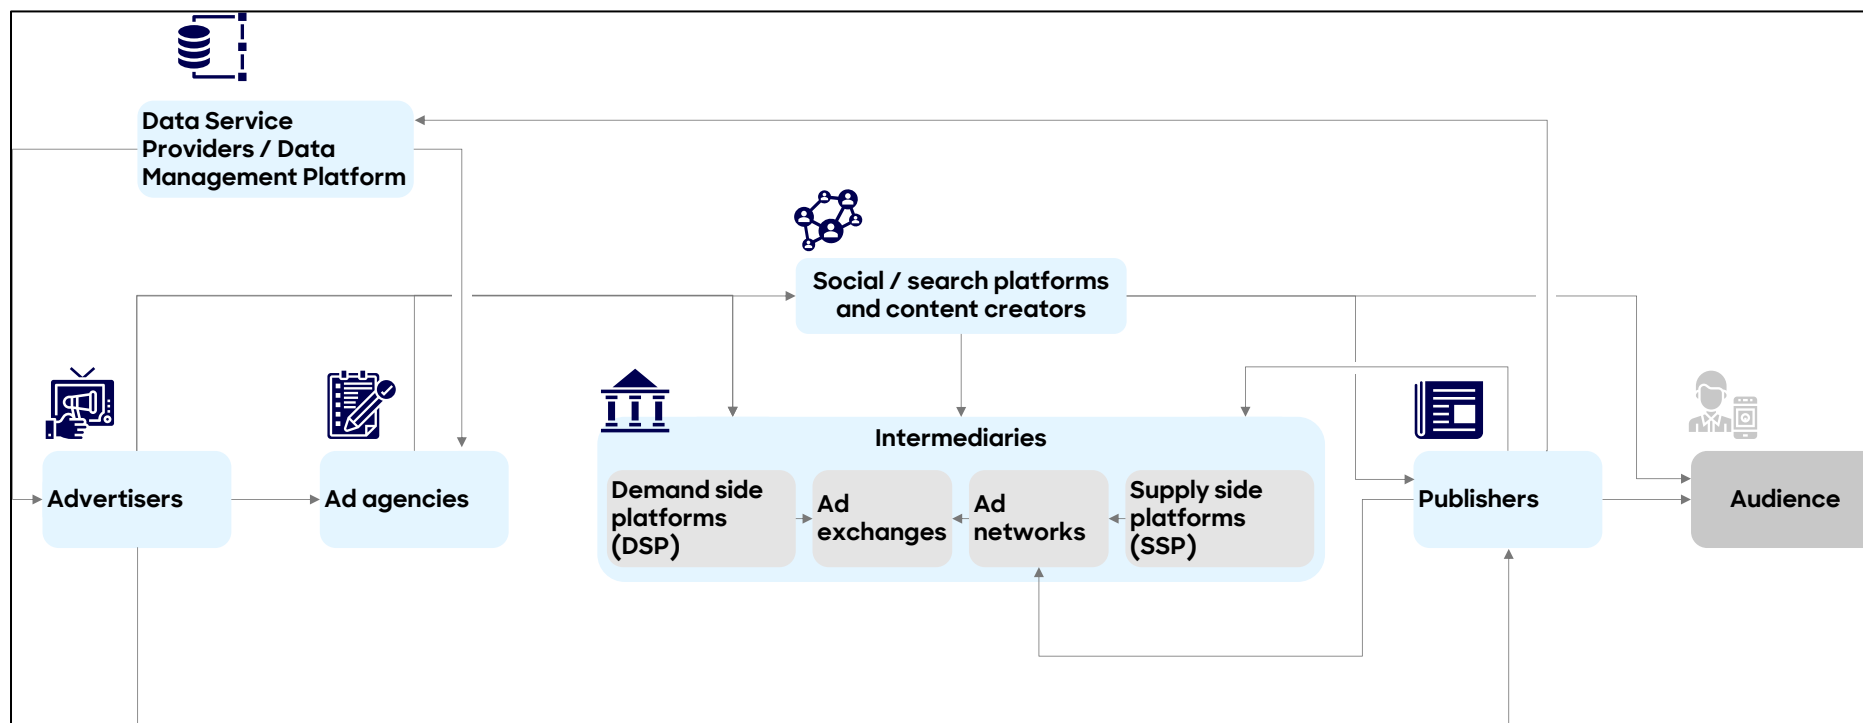 Data Service
Providers / Data
Management Platform
Social / search platforms
and content creators
Advertisers
Ad agencies
Intermediaries
Demand side
platforms
(DSP)
Ad
exchanges
Ad
networks
Supply side
platforms
(SSP)
Publishers
Audience